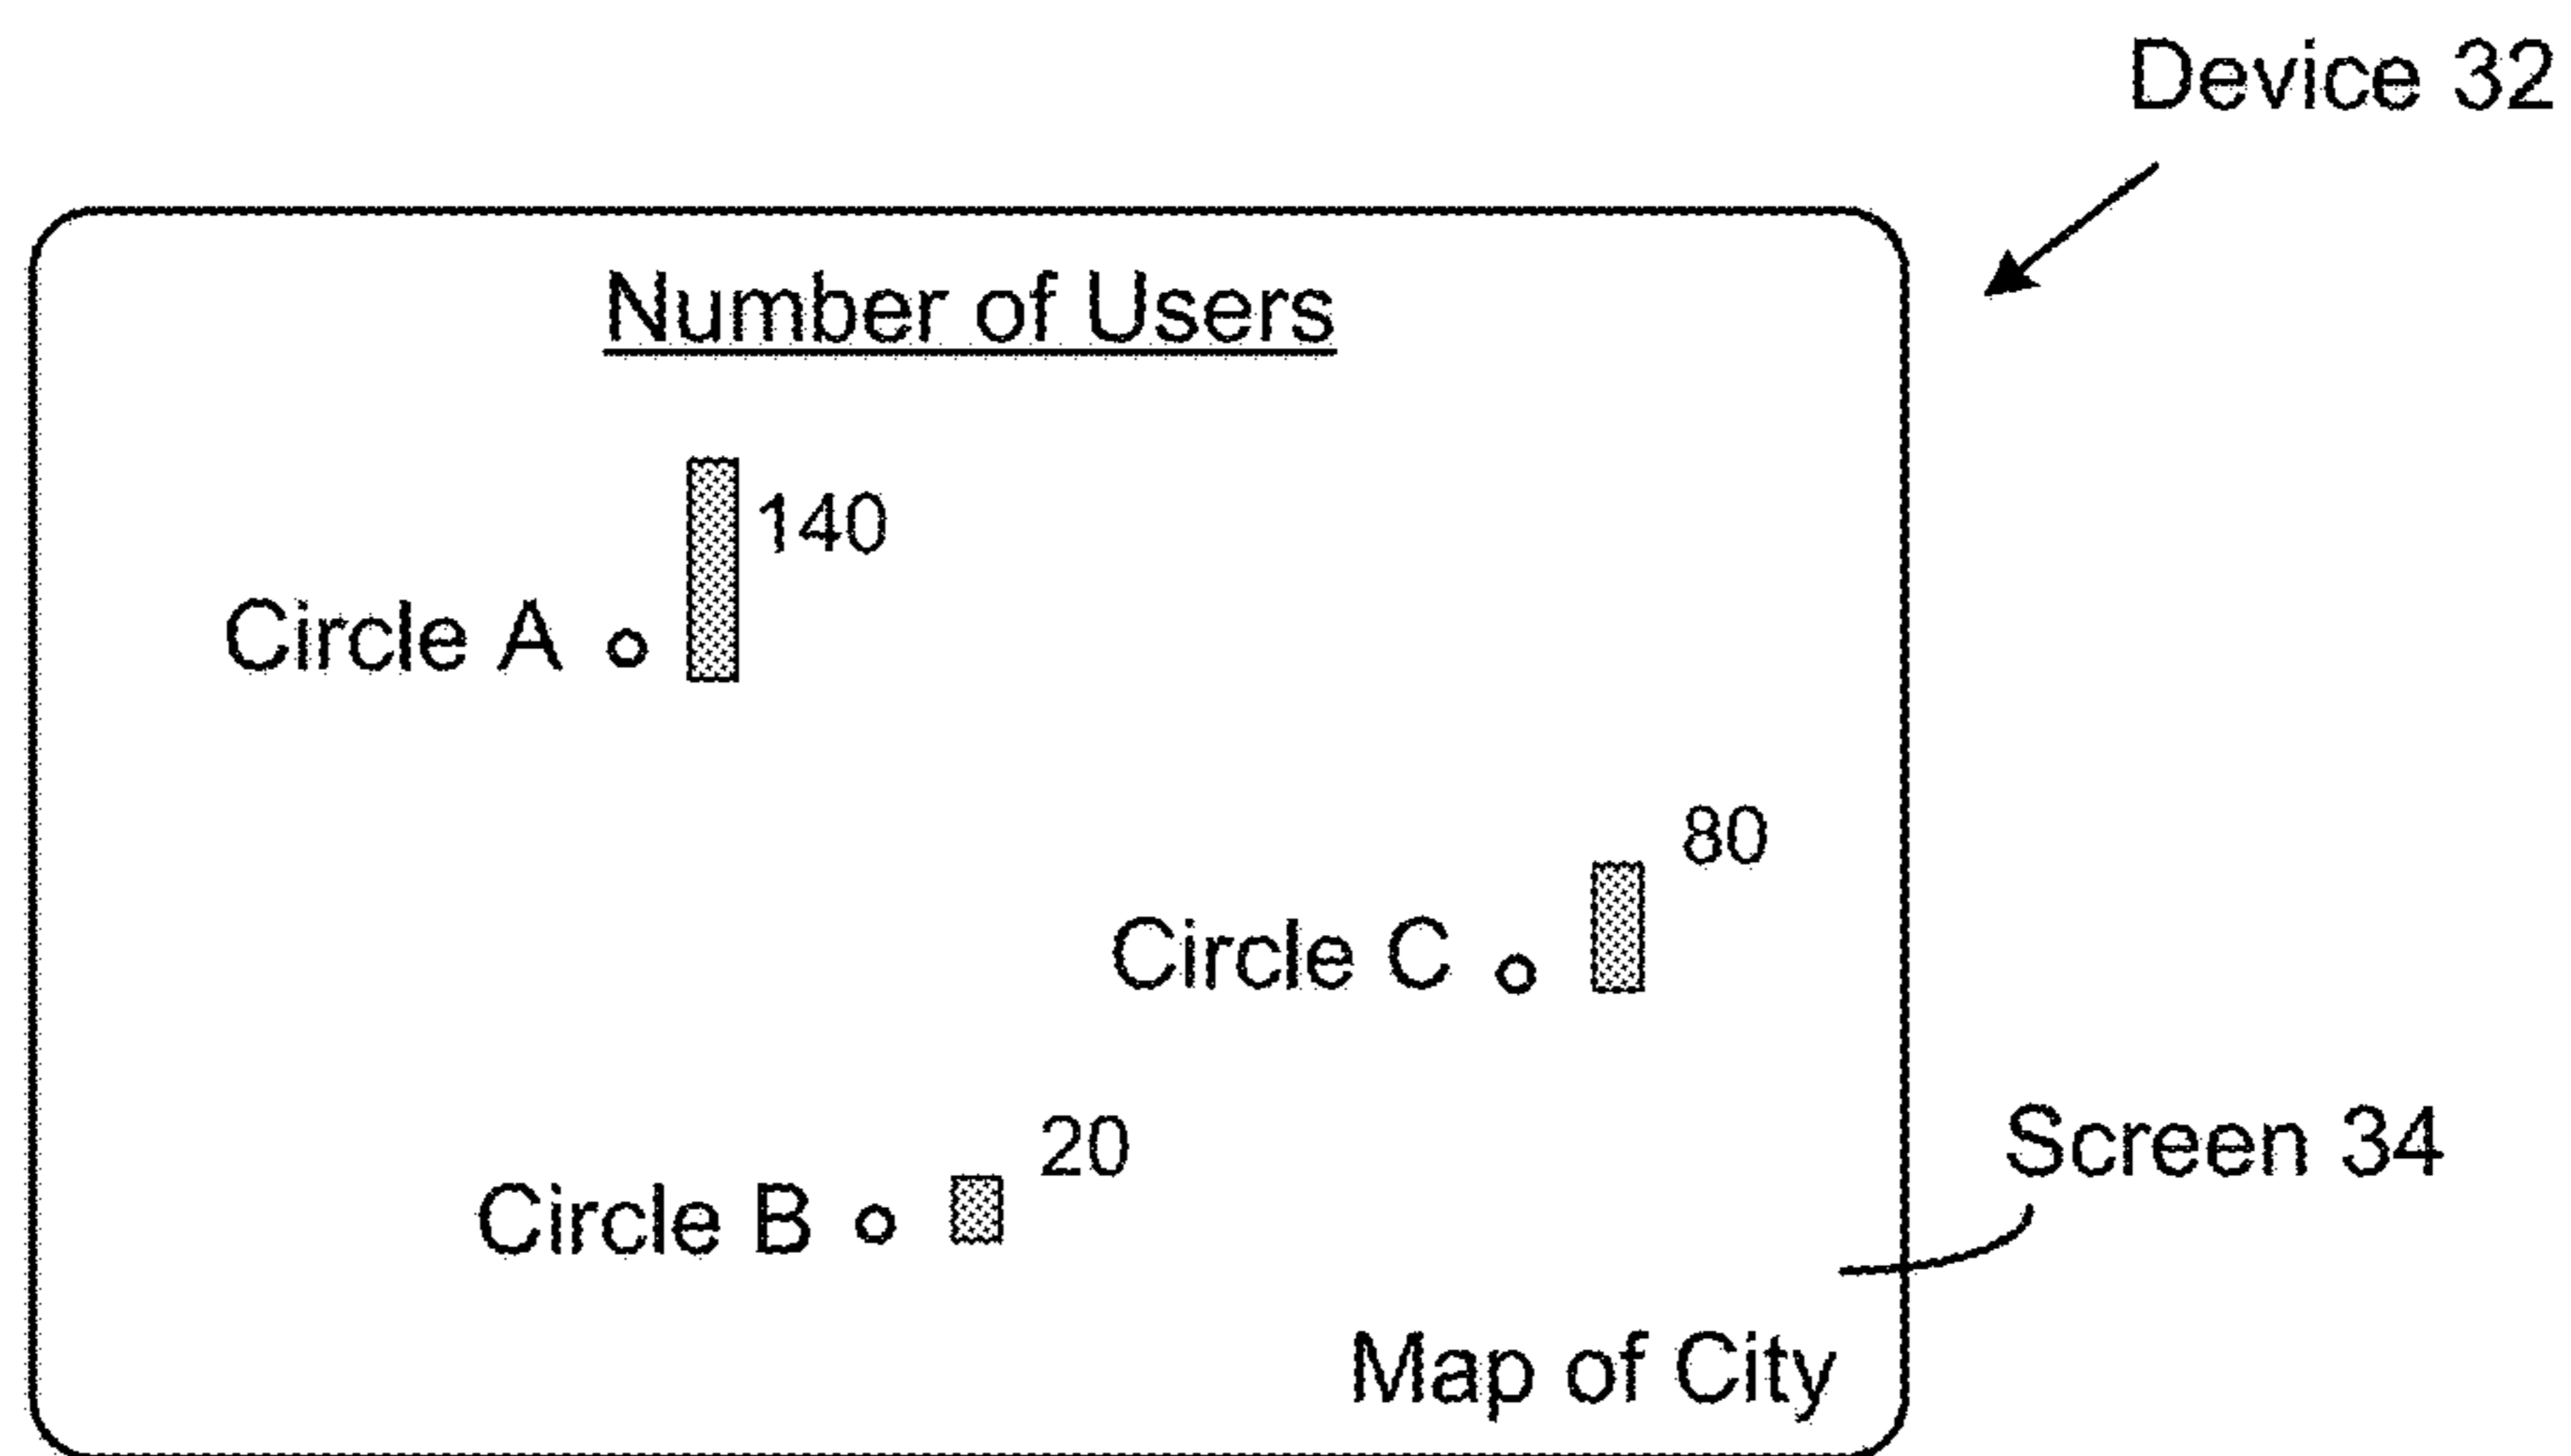 Device 32
Number of Users
140
Circle A
80
Circle C
20
Screen 34
Circle B
Map of City